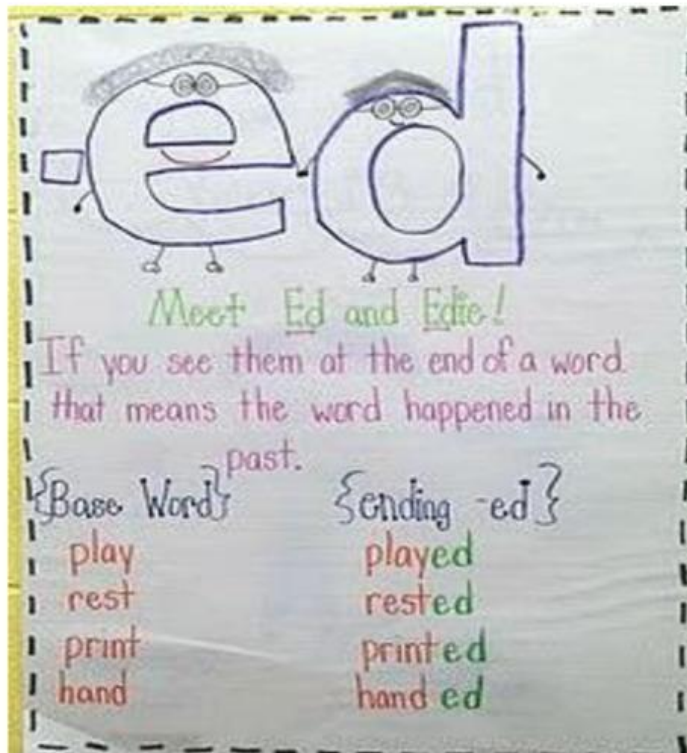 -ed
Meet Ed and Edie!
If you see them at the end of a word
that means the word happened in the
past.
{Base Word} {ending -ed}
play played
rest rested
print printed
hand handed